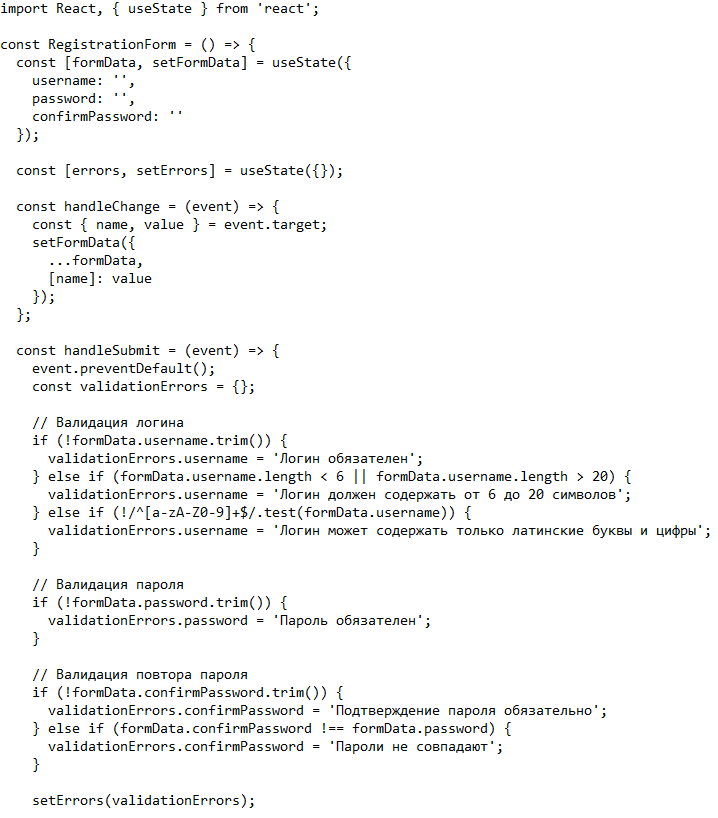 import React, { useState } from 'react';

const RegistrationForm = () => {
  const [formData, setFormData] = useState({
    username: '',
    password: '',
    confirmPassword: ''
  });

  const [errors, setErrors] = useState({});

  const handleChange = (event) => {
    const { name, value } = event.target;
    setFormData({
      ...formData,
      [name]: value
    });
  };

  const handleSubmit = (event) => {
    event.preventDefault();
    const validationErrors = {};

    // Валидация логина
    if (!formData.username.trim()) {
      validationErrors.username = 'Логин обязателен';
    } else if (formData.username.length < 6 || formData.username.length > 20) {
      validationErrors.username = 'Логин должен содержать от 6 до 20 символов';
    } else if (!/^[a-zA-Z0-9]+$/.test(formData.username)) {
      validationErrors.username = 'Логин может содержать только латинские буквы и цифры';
    }

    // Валидация пароля
    if (!formData.password.trim()) {
      validationErrors.password = 'Пароль обязателен';
    }

    // Валидация повтора пароля
    if (!formData.confirmPassword.trim()) {
      validationErrors.confirmPassword = 'Подтверждение пароля обязательно';
    } else if (formData.confirmPassword !== formData.password) {
      validationErrors.confirmPassword = 'Пароли не совпадают';
    }

    setErrors(validationErrors);